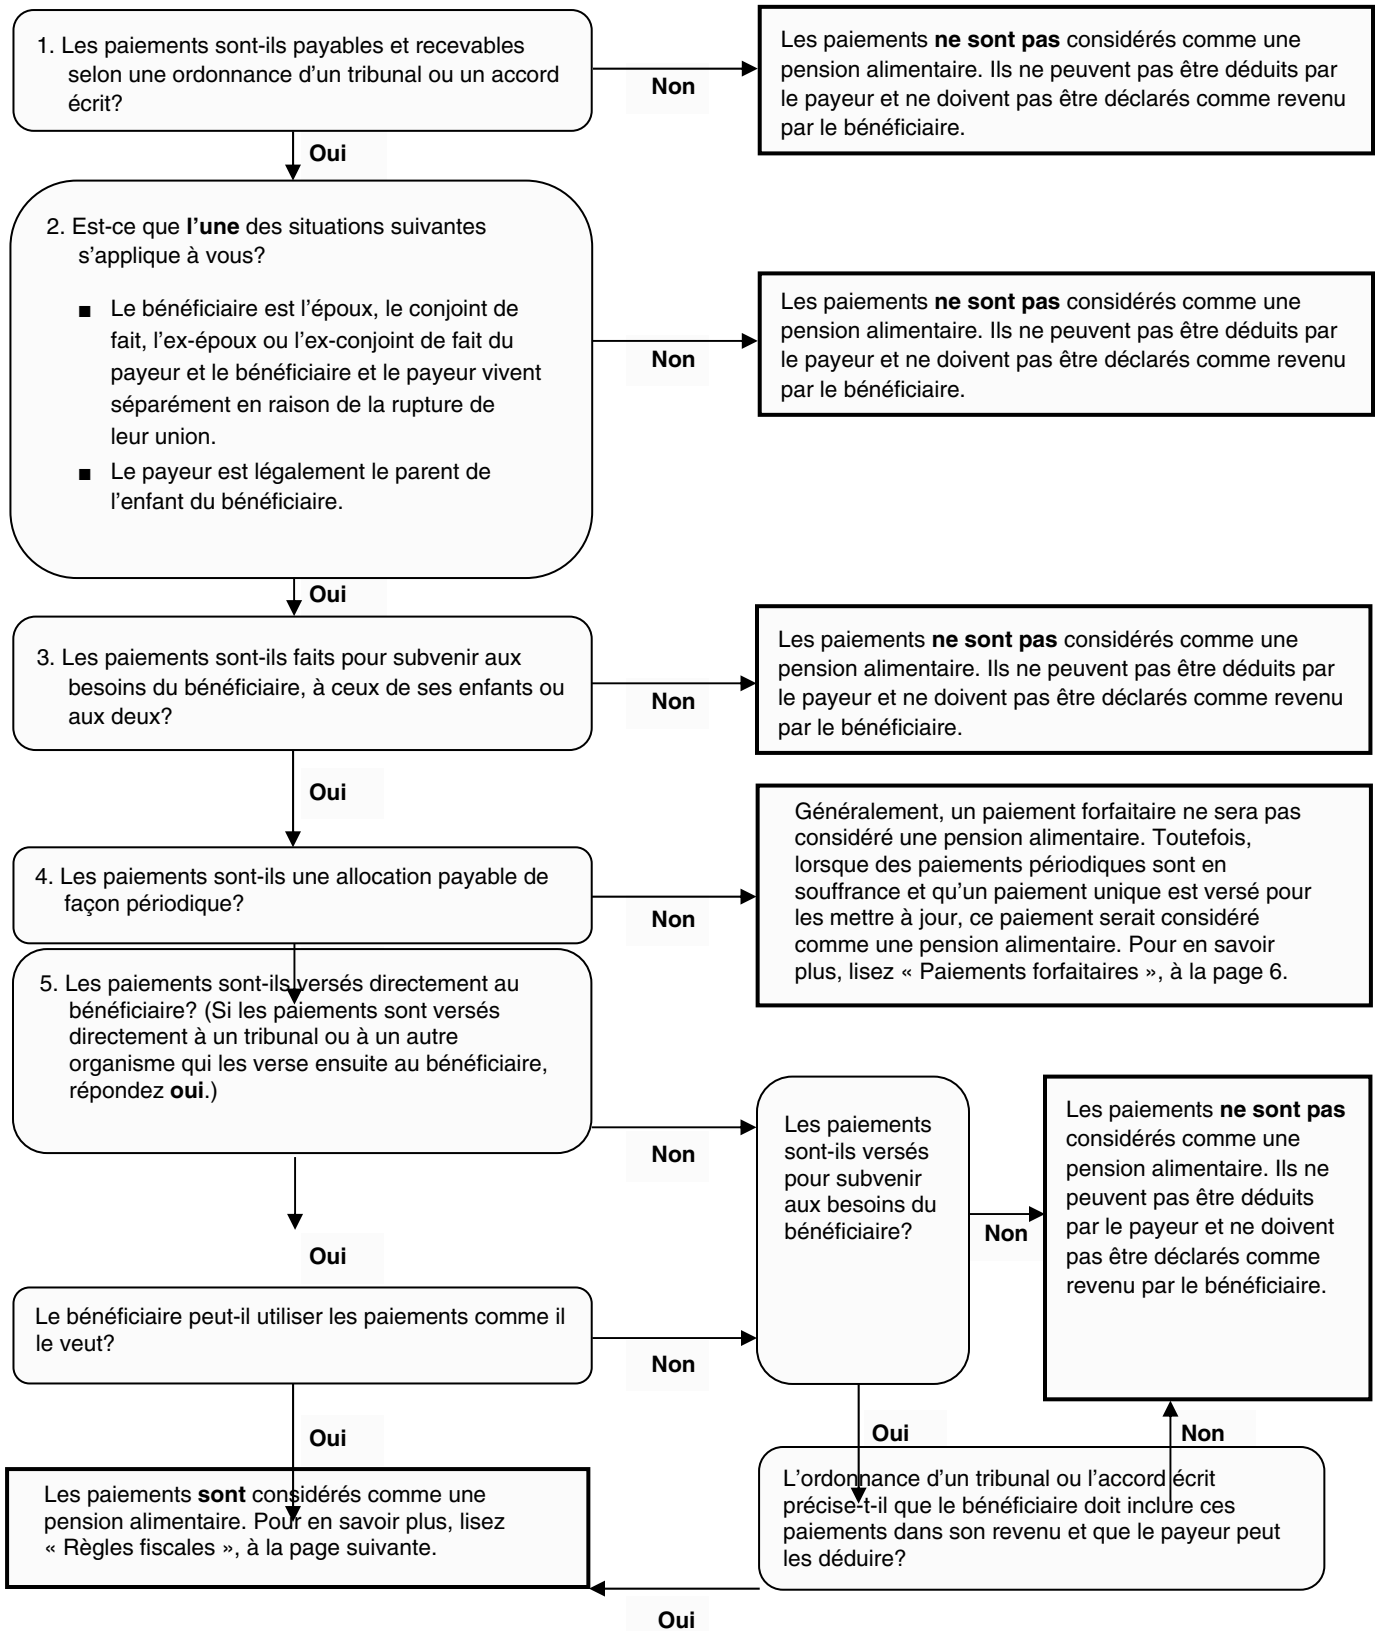 1. Les paiements sont-ils payables et recevables
selon une ordonnance d'un tribunal ou un accord
écrit?
Non
Les paiements ne sont pas considérés comme une
pension alimentaire. Ils ne peuvent pas être déduits par
le payeur et ne doivent pas être déclarés comme revenu
par le bénéficiaire.
Oui
2. Est-ce que l'une des situations suivantes
s'applique à vous?
■ Le bénéficiaire est l'époux, le conjoint de
fait, l'ex-époux ou l'ex-conjoint de fait du
payeur et le bénéficiaire et le payeur vivent
séparément en raison de la rupture de
leur union.
■ Le payeur est légalement le parent de
l'enfant du bénéficiaire.
Non
Les paiements ne sont pas considérés comme une
pension alimentaire. Ils ne peuvent pas être déduits par
le payeur et ne doivent pas être déclarés comme revenu
par le bénéficiaire.
Oui
3. Les paiements sont-ils faits pour subvenir aux
besoins du bénéficiaire, à ceux de ses enfants ou
aux deux?
Non
Les paiements ne sont pas considérés comme une
pension alimentaire. Ils ne peuvent pas être déduits par
le payeur et ne doivent pas être déclarés comme revenu
par le bénéficiaire.
Oui
4. Les paiements sont-ils une allocation payable de
façon périodique?
Non
Généralement, un paiement forfaitaire ne sera pas
considéré une pension alimentaire. Toutefois,
lorsque des paiements périodiques sont en
souffrance et qu'un paiement unique est versé pour
les mettre à jour, ce paiement serait considéré
comme une pension alimentaire. Pour en savoir
plus, lisez « Paiements forfaitaires », à la page 6.
5. Les paiements sont-ils versés directement au
bénéficiaire? (Si les paiements sont versés
directement à un tribunal ou à un autre
organisme qui les verse ensuite au bénéficiaire,
répondez oui.)
Non
Les paiements
sont-ils versés
pour subvenir
aux besoins du
bénéficiaire?
Non
Les paiements ne sont pas
considérés comme une
pension alimentaire. Ils ne
peuvent pas être déduits
par le payeur et ne doivent
pas être déclarés comme
revenu par le bénéficiaire.
Oui
Le bénéficiaire peut-il utiliser les paiements comme il
le veut?
Non
Oui
Oui
Non
Les paiements sont considérés comme une
pension alimentaire. Pour en savoir plus, lisez
« Règles fiscales », à la page suivante.
L'ordonnance d'un tribunal ou l'accord écrit
précise-t-il que le bénéficiaire doit inclure ces
paiements dans son revenu et que le payeur peut
les déduire?
Oui